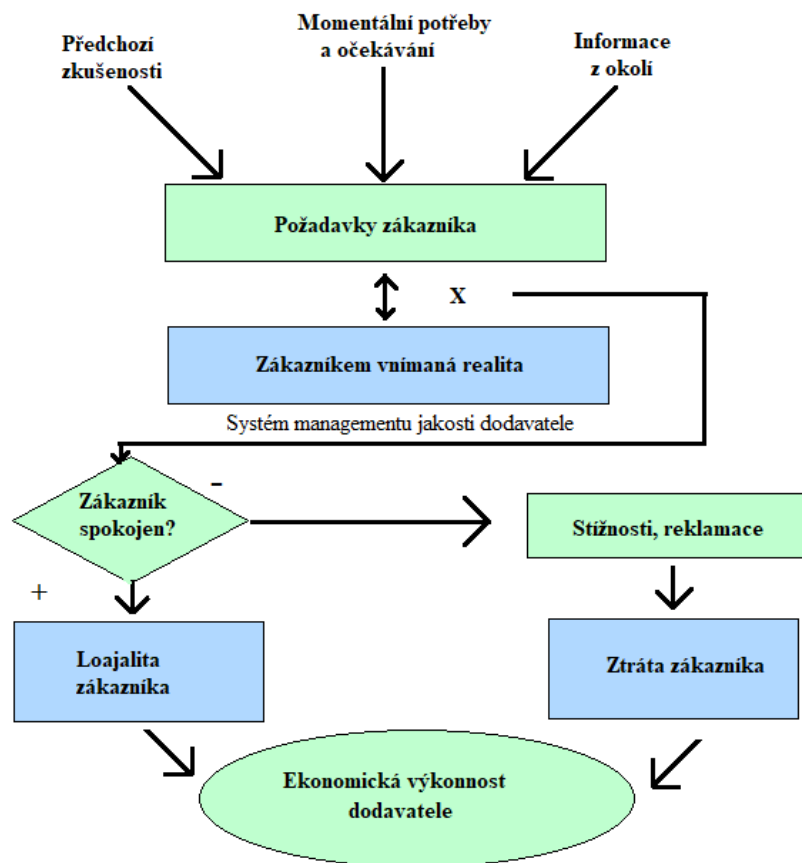 Předchozí
zkušenosti
Momentální potřeby
a očekávání
Informace
z okolí
Požadavky zákazníka
X
Zákazníkem vnímaná realita
Systém managementu jakosti dodavatele
Zákazník
spokojen?
-
Stížnosti, reklamace
+
Loajalita
zákazníka
Ztráta zákazníka
Ekonomická výkonnost
dodavatele